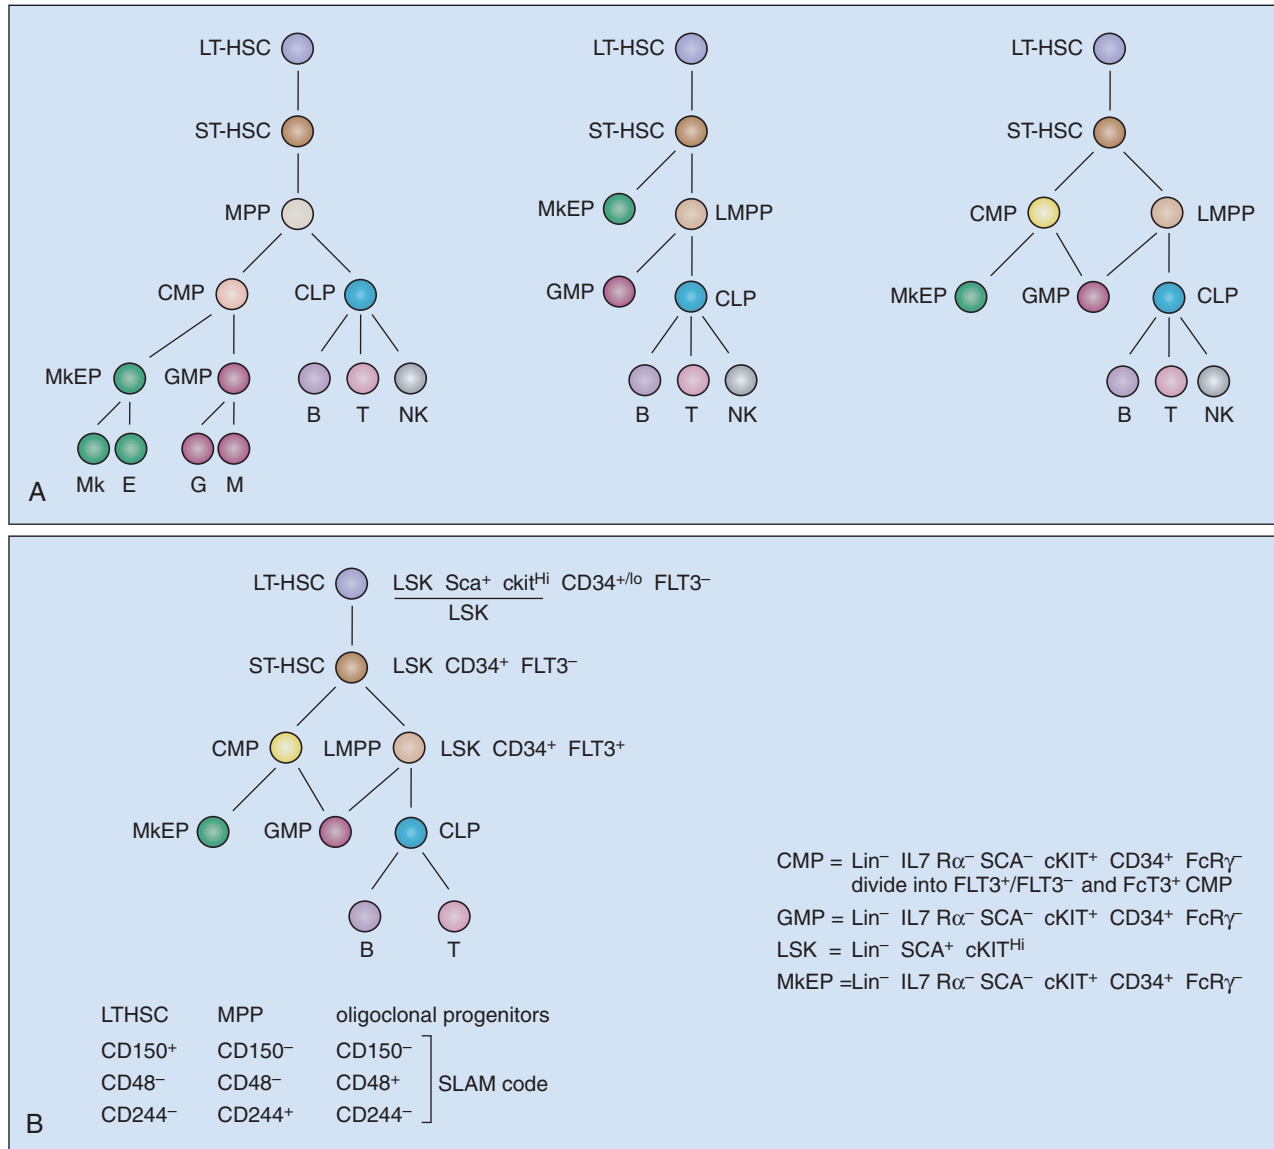 LT-HSC
ST-HSC
MPP
CMP CLP
MkEP GMP
B T NK
Mk E G M
LT-HSC
ST-HSC
MkEP LMPP
GMP CLP
B T NK
LT-HSC
ST-HSC
CMP LMPP
MkEP GMP CLP
B T NK
A
LT-HSC LSK Sca⁺ ckitᴴⁱ CD34⁺/ˡᵒ FLT3⁻
LSK
ST-HSC LSK CD34⁺ FLT3⁻
CMP LMPP LSK CD34⁺ FLT3⁺
MkEP GMP CLP
B T
CMP = Lin⁻ IL7 Rα⁻ SCA⁻ cKIT⁺ CD34⁺ FcRγ⁻
divide into FLT3⁺/FLT3⁻ and FcT3⁺ CMP
GMP = Lin⁻ IL7 Rα⁻ SCA⁻ cKIT⁺ CD34⁺ FcRγ⁻
LSK = Lin⁻ SCA⁺ cKITᴴⁱ
MkEP =Lin⁻ IL7 Rα⁻ SCA⁻ cKIT⁺ CD34⁺ FcRγ⁻
LTHSC MPP oligoclonal progenitors
CD150⁺ CD150⁻ CD150⁻
CD48⁻ CD48⁻ CD48⁺ SLAM code
CD244⁻ CD244⁺ CD244⁻
B